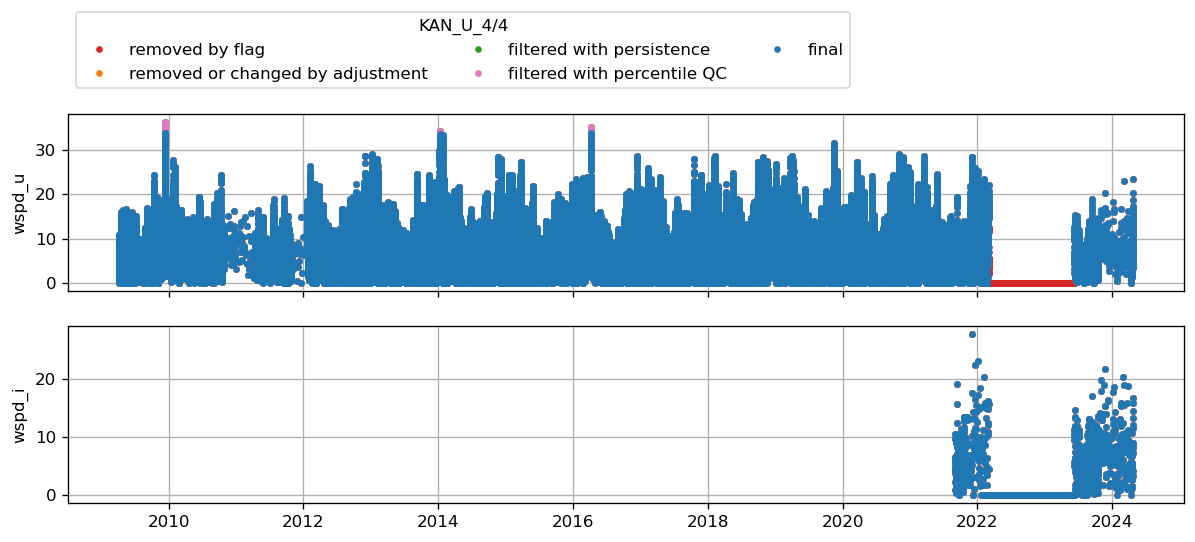 KAN_U_4/4
removed by flag
filtered with persistence
final
removed or changed by adjustment
filtered with percentile QC
wspd_u
30
20
10
0
2010
2012
2014
2016
2018
2020
2022
2024
wspd_i
20
10
0